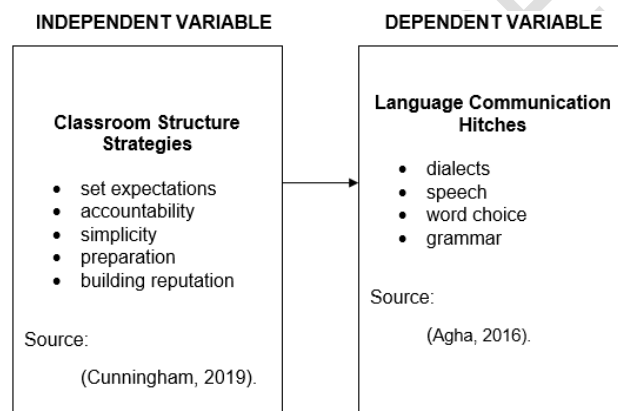 INDEPENDENT VARIABLE
Classroom Structure
Strategies
• set expectations
• accountability
• simplicity
• preparation
• building reputation
Source:
(Cunningham, 2019).
DEPENDENT VARIABLE
Language Communication
Hitches
• dialects
• speech
• word choice
• grammar
Source:
(Agha, 2016).